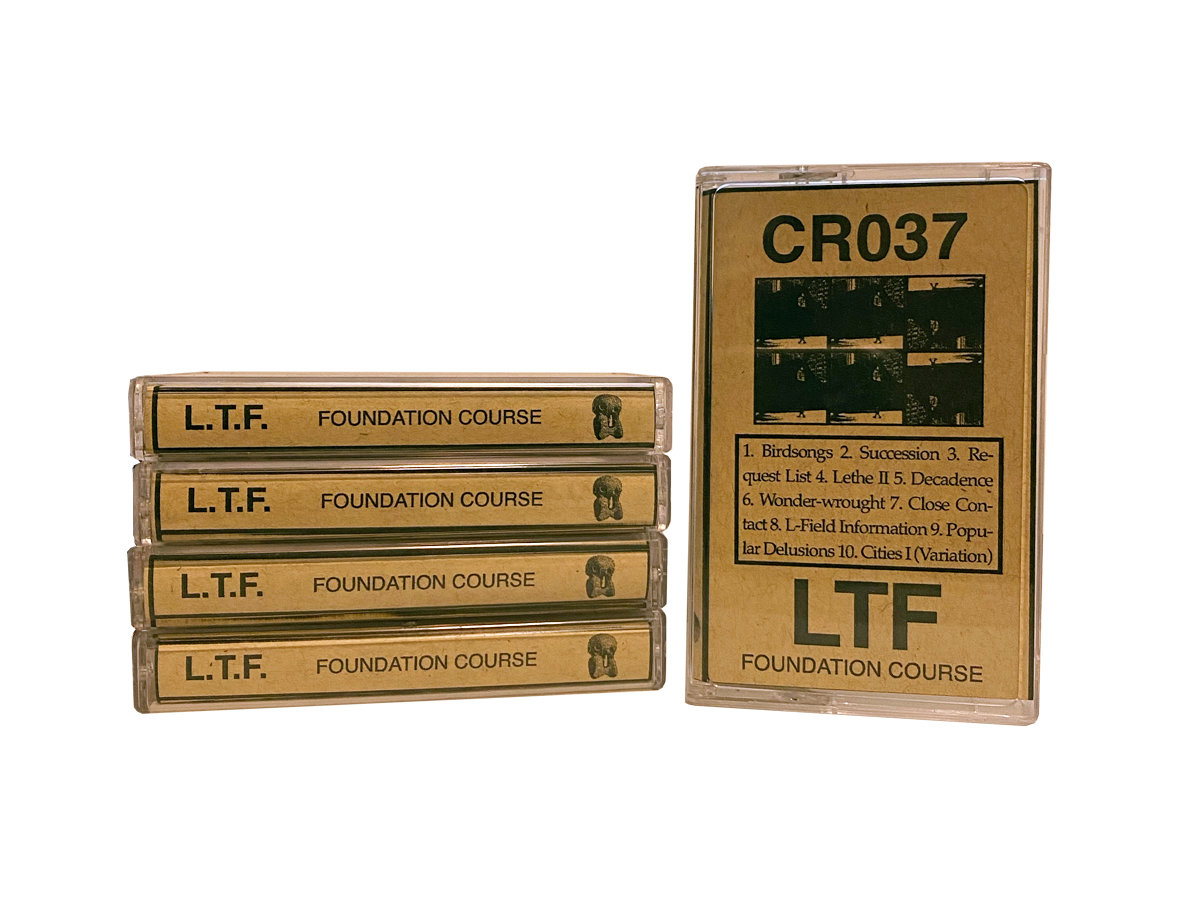 L.T.F. FOUNDATION COURSE
L.T.F. FOUNDATION COURSE
L.T.F. FOUNDATION COURSE
L.T.F. FOUNDATION COURSE
CR037
1. Birdsongs 2. Succession 3. Re-
quest List 4. Lethe II 5. Decadence
6. Wonder-wrought 7. Close Con-
tact 8. L-Field Information 9. Popu-
lar Delusions 10. Cities I (Variation)
LTF
FOUNDATION COURSE